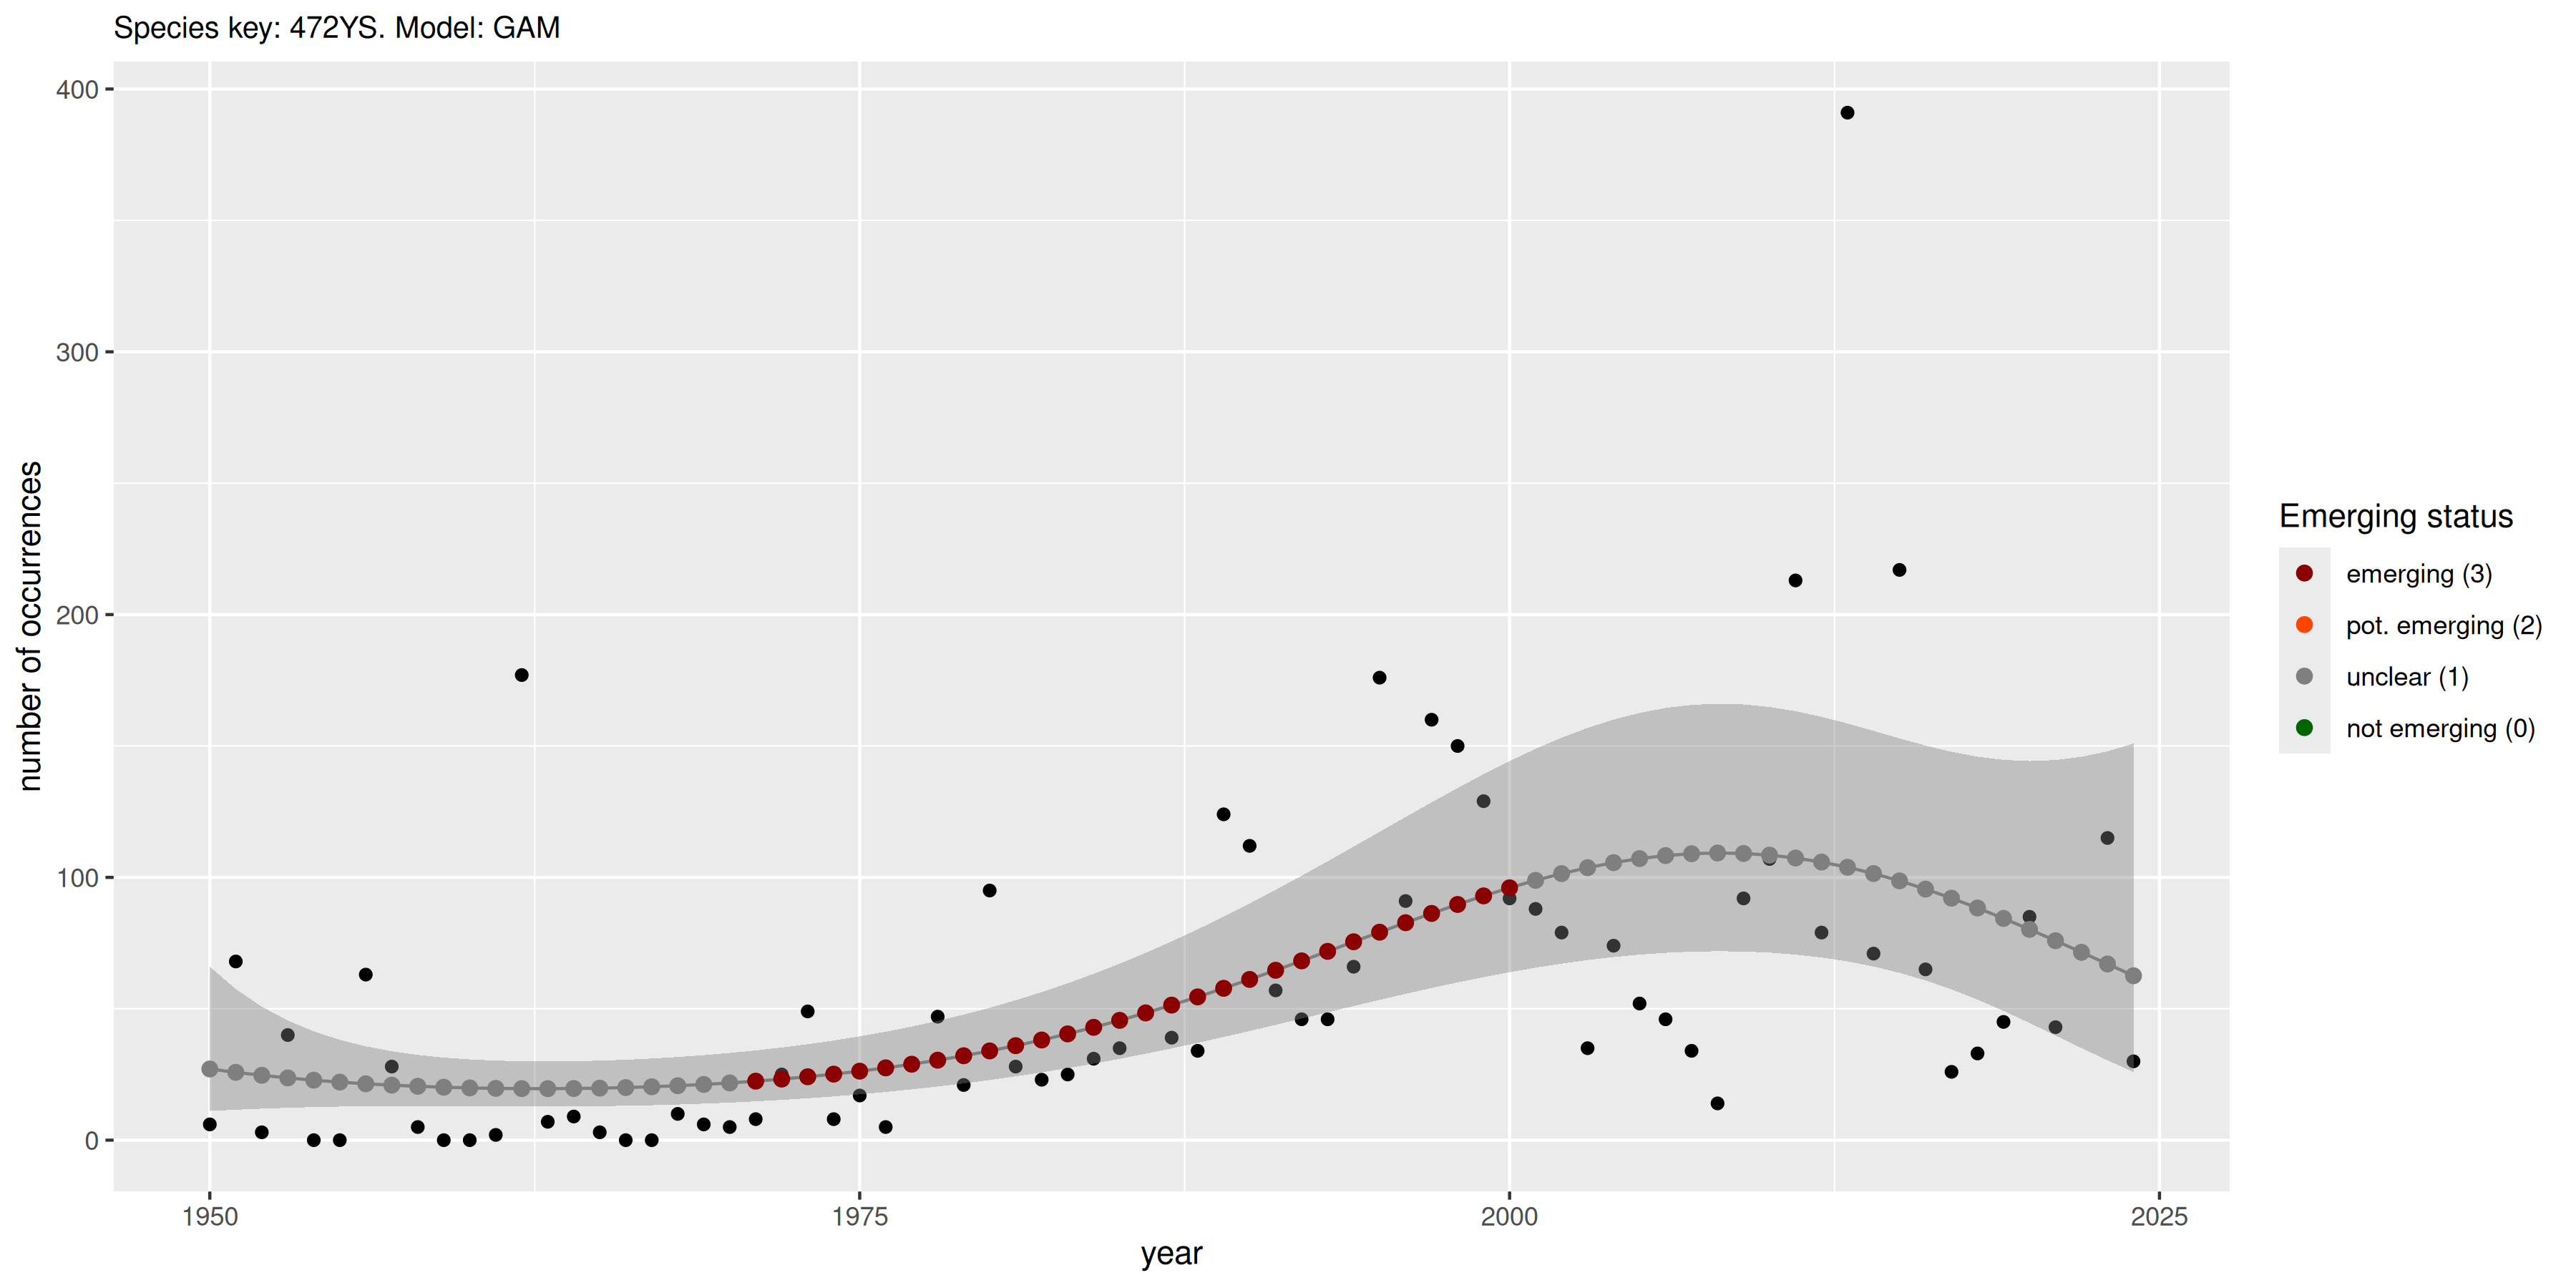 Species key: 472YS. Model: GAM
400
300
200
100
0
number of occurrences
1950
1975
2000
2025
year
Emerging status
emerging (3)
pot. emerging (2)
unclear (1)
not emerging (0)